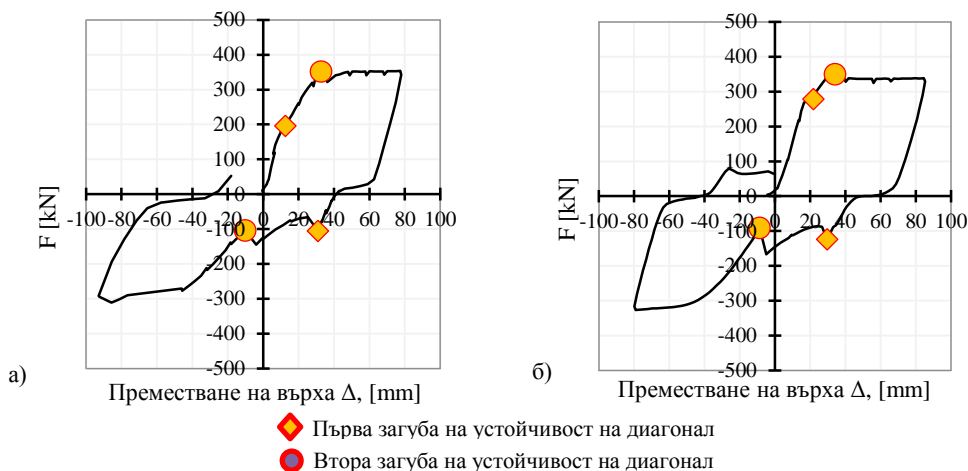 500
400
300
200
100
0
-100
-200
-300
-400
-500
-100 -80 -60 -40 -20 0 20 40 60 80 100
F [kN]
а)
Преместване на върха Δ, [mm]
500
400
300
200
100
0
-100
-200
-300
-400
-500
-100 -80 -60 -40 -20 0 20 40 60 80 100
F [kN]
б)
Преместване на върха Δ, [mm]
Първа загуба на устойчивост на диагонал
Втора загуба на устойчивост на диагонал